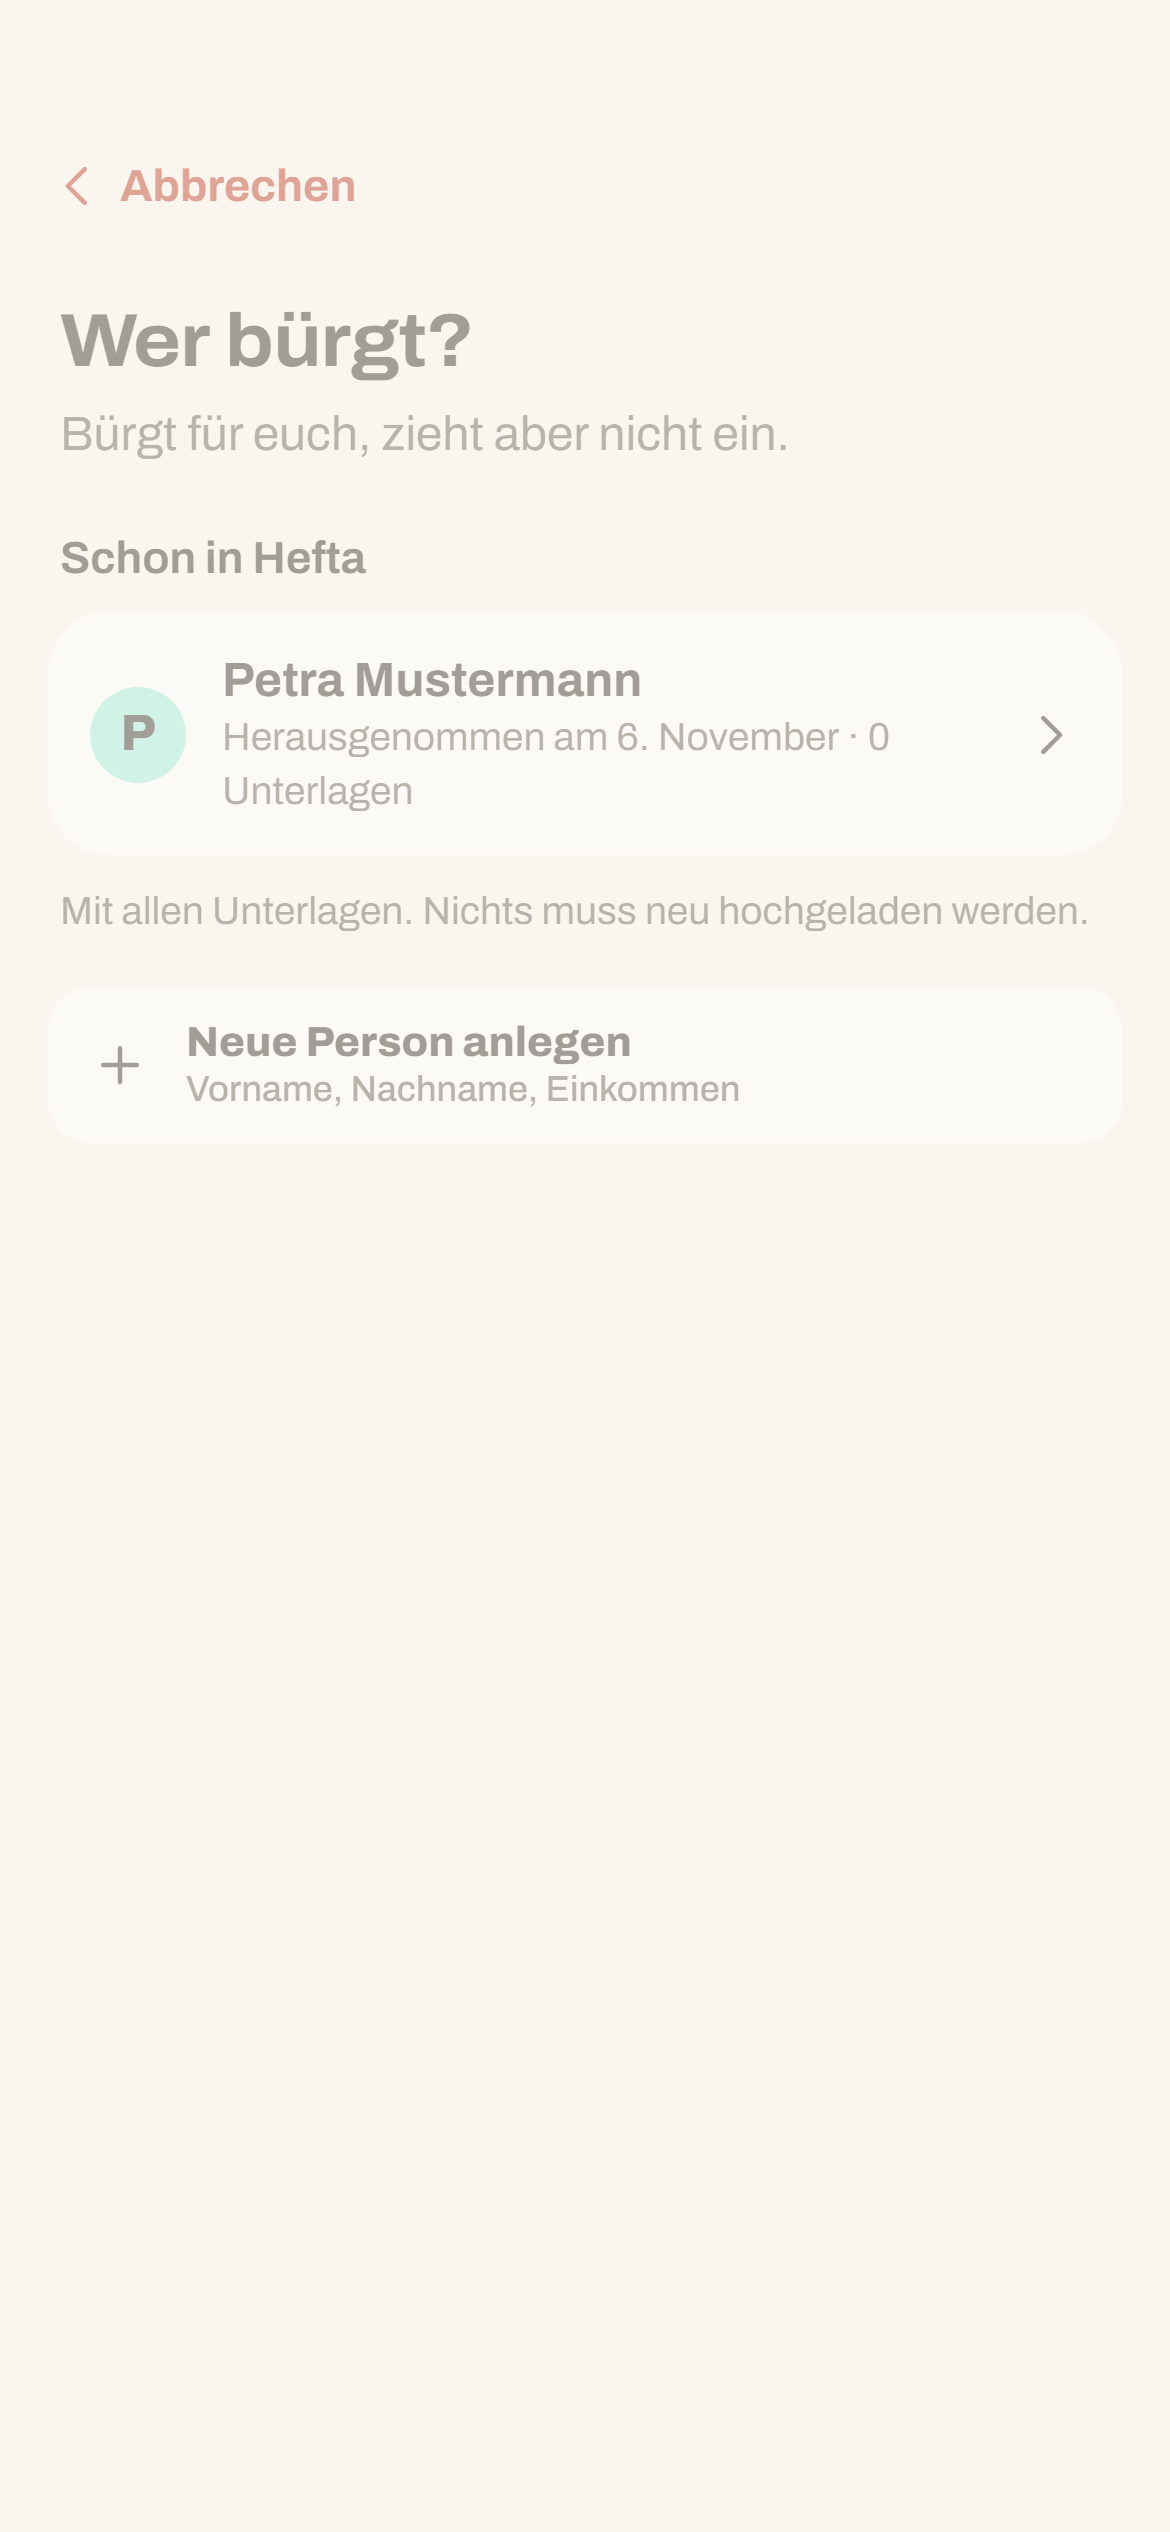 Abbrechen
Wer bürgt?
Bürgt für euch, zieht aber nicht ein.
Schon in Hefta
P
Petra Mustermann
Herausgenommen am 6. November · 0
Unterlagen
Mit allen Unterlagen. Nichts muss neu hochgeladen werden.
Neue Person anlegen
Vorname, Nachname, Einkommen